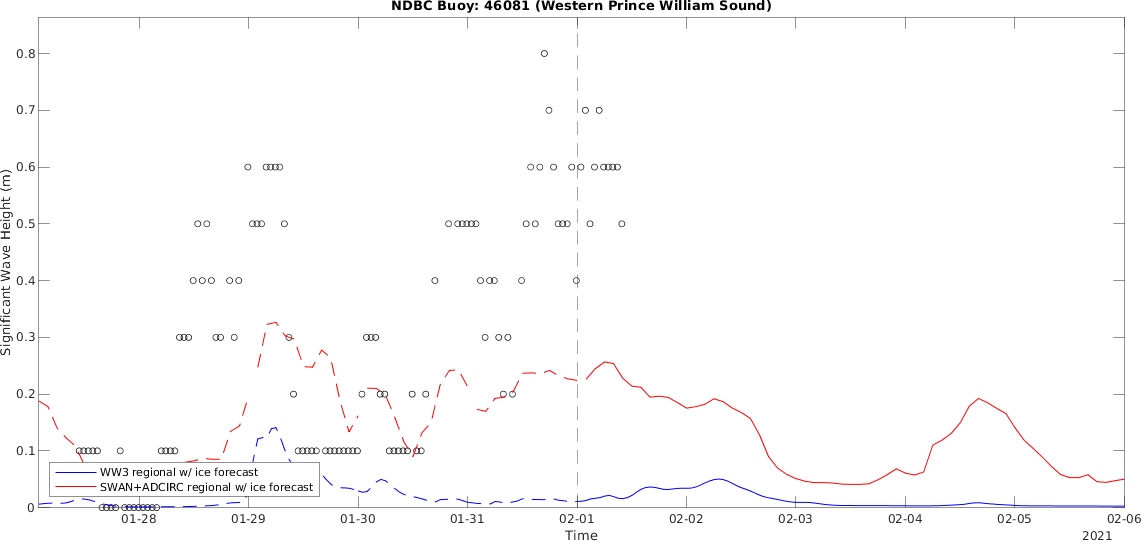 NDBC Buoy: 46081 (Western Prince William Sound)
Significant Wave Height (m)
0.8
0.7
0.6
0.5
0.4
0.3
0.2
0.1
0
WW3 regional w/ ice forecast
SWAN+ADCIRC regional w/ ice forecast
01-28 01-29 01-30 01-31 02-01 02-02 02-03 02-04 02-05 02-06
Time
2021